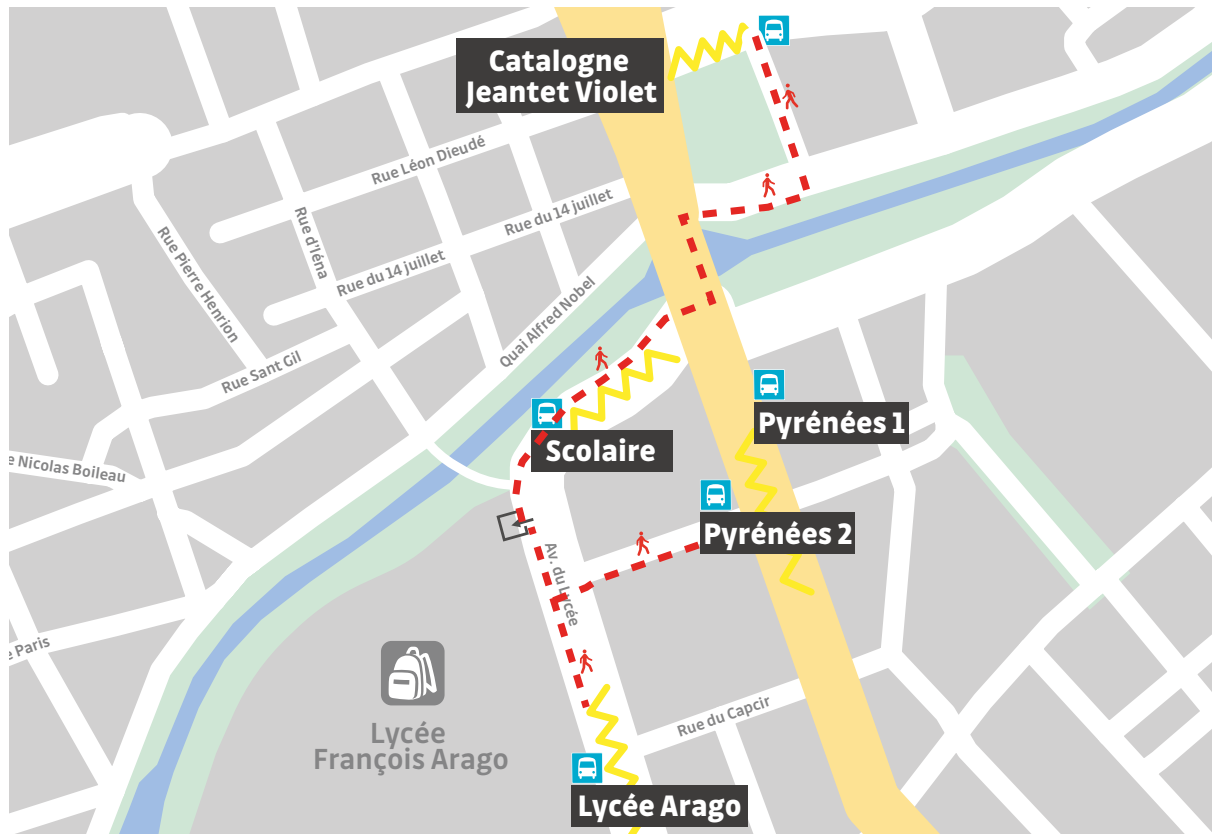 Catalogne
Jeantet Violet
Rue Léon Dieudé
Rue du 14 juillet
Rue d'Iéna
Rue Pierre Henrion
Rue du 14 juillet
Quai Alfred Nobel
Rue Sant Gil
Pyrénées 1
Scolaire
Nicolas Boileau
Pyrénées 2
Av. du Lycée
Paris
Rue du Capcir
Lycée
François Arago
Lycée Arago